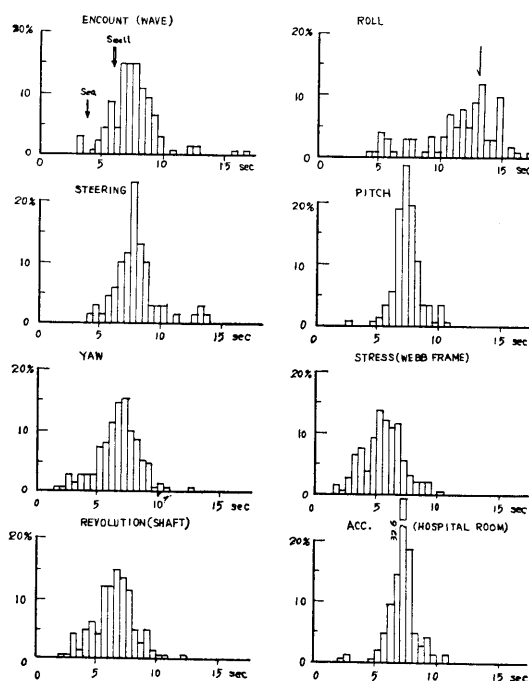 ENCOUNT (WAVE)
20%
Swell
Sea
10
0 5 10 15 sec
ROLL
20%
10
0 5 10 15 sec
STEERING
20%
10
0 5 10 15 sec
PITCH
20%
10
0 5 10 15 sec
YAW
20%
10
0 5 10 15 sec
STRESS (WEBB FRAME)
20%
10
0 5 10 15 sec
REVOLUTION (SHAFT)
20%
10
0 5 10 15 sec
ACC. (HOSPITAL ROOM)
32.6
20%
10
0 5 10 15 sec